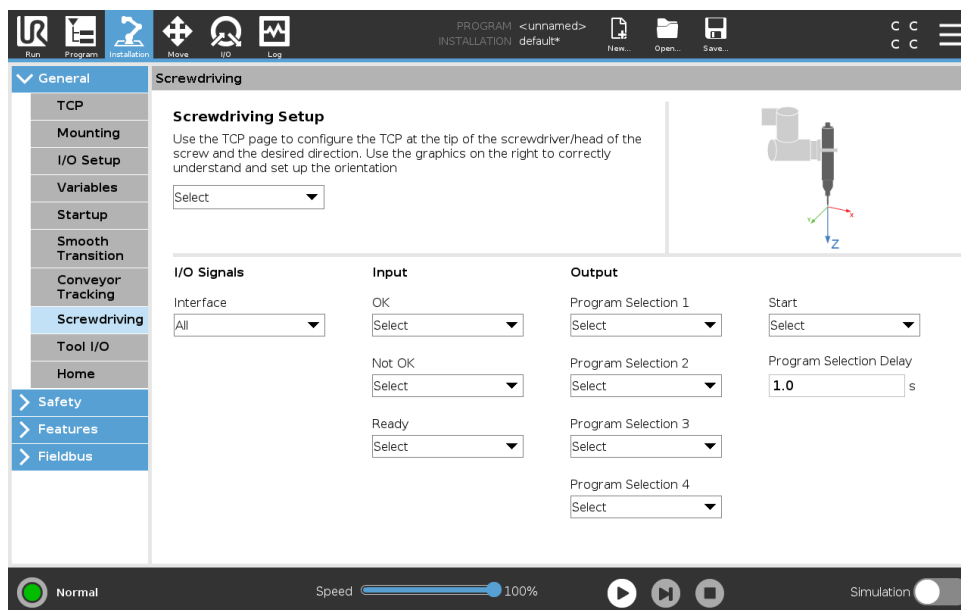 PROGRAM <unnamed>
INSTALLATION default*
Run Program Installation Move I/O Log New... Open... Save...
C C
C C
General
TCP
Mounting
I/O Setup
Variables
Startup
Smooth
Transition
Conveyor
Tracking
Screwdriving
Tool I/O
Home
Safety
Features
Fieldbus
Screwdriving
Screwdriving Setup
Use the TCP page to configure the TCP at the tip of the screwdriver/head of the
screw and the desired direction. Use the graphics on the right to correctly
understand and set up the orientation
Select
Y X
Z
I/O Signals Input Output
Interface OK Program Selection 1 Start
All Select Select Select
Not OK Program Selection 2 Program Selection Delay
Select Select 1.0 s
Ready Program Selection 3
Select Select
Program Selection 4
Select
Normal Speed 100% Simulation